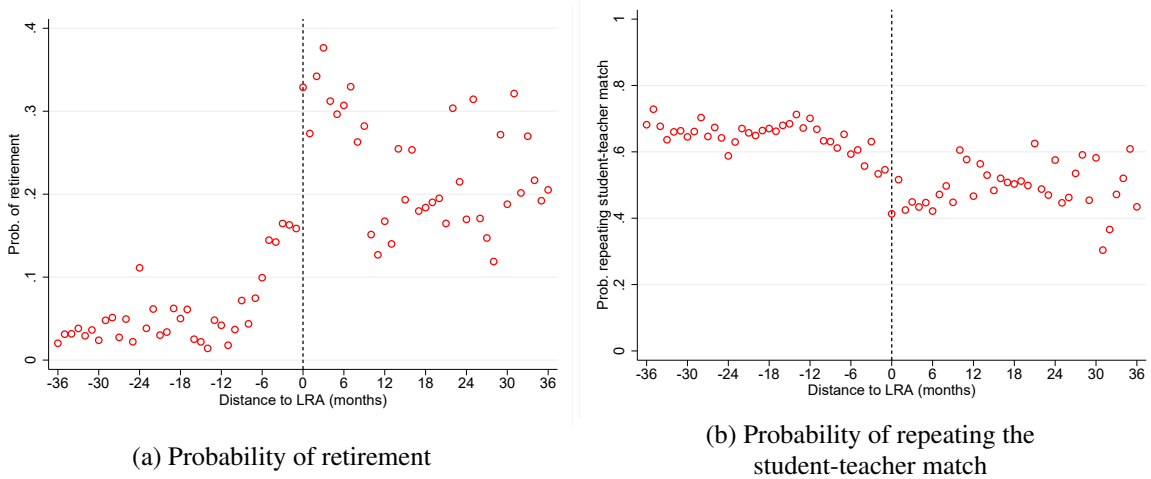 Prob. of retirement
.4
.3
.2
.1
0
-36 -30 -24 -18 -12 -6 0 6 12 18 24 30 36
Distance to LRA (months)
(a) Probability of retirement
Prob. repeating student-teacher match
1
.8
.6
.4
.2
0
-36 -30 -24 -18 -12 -6 0 6 12 18 24 30 36
Distance to LRA (months)
(b) Probability of repeating the
student-teacher match